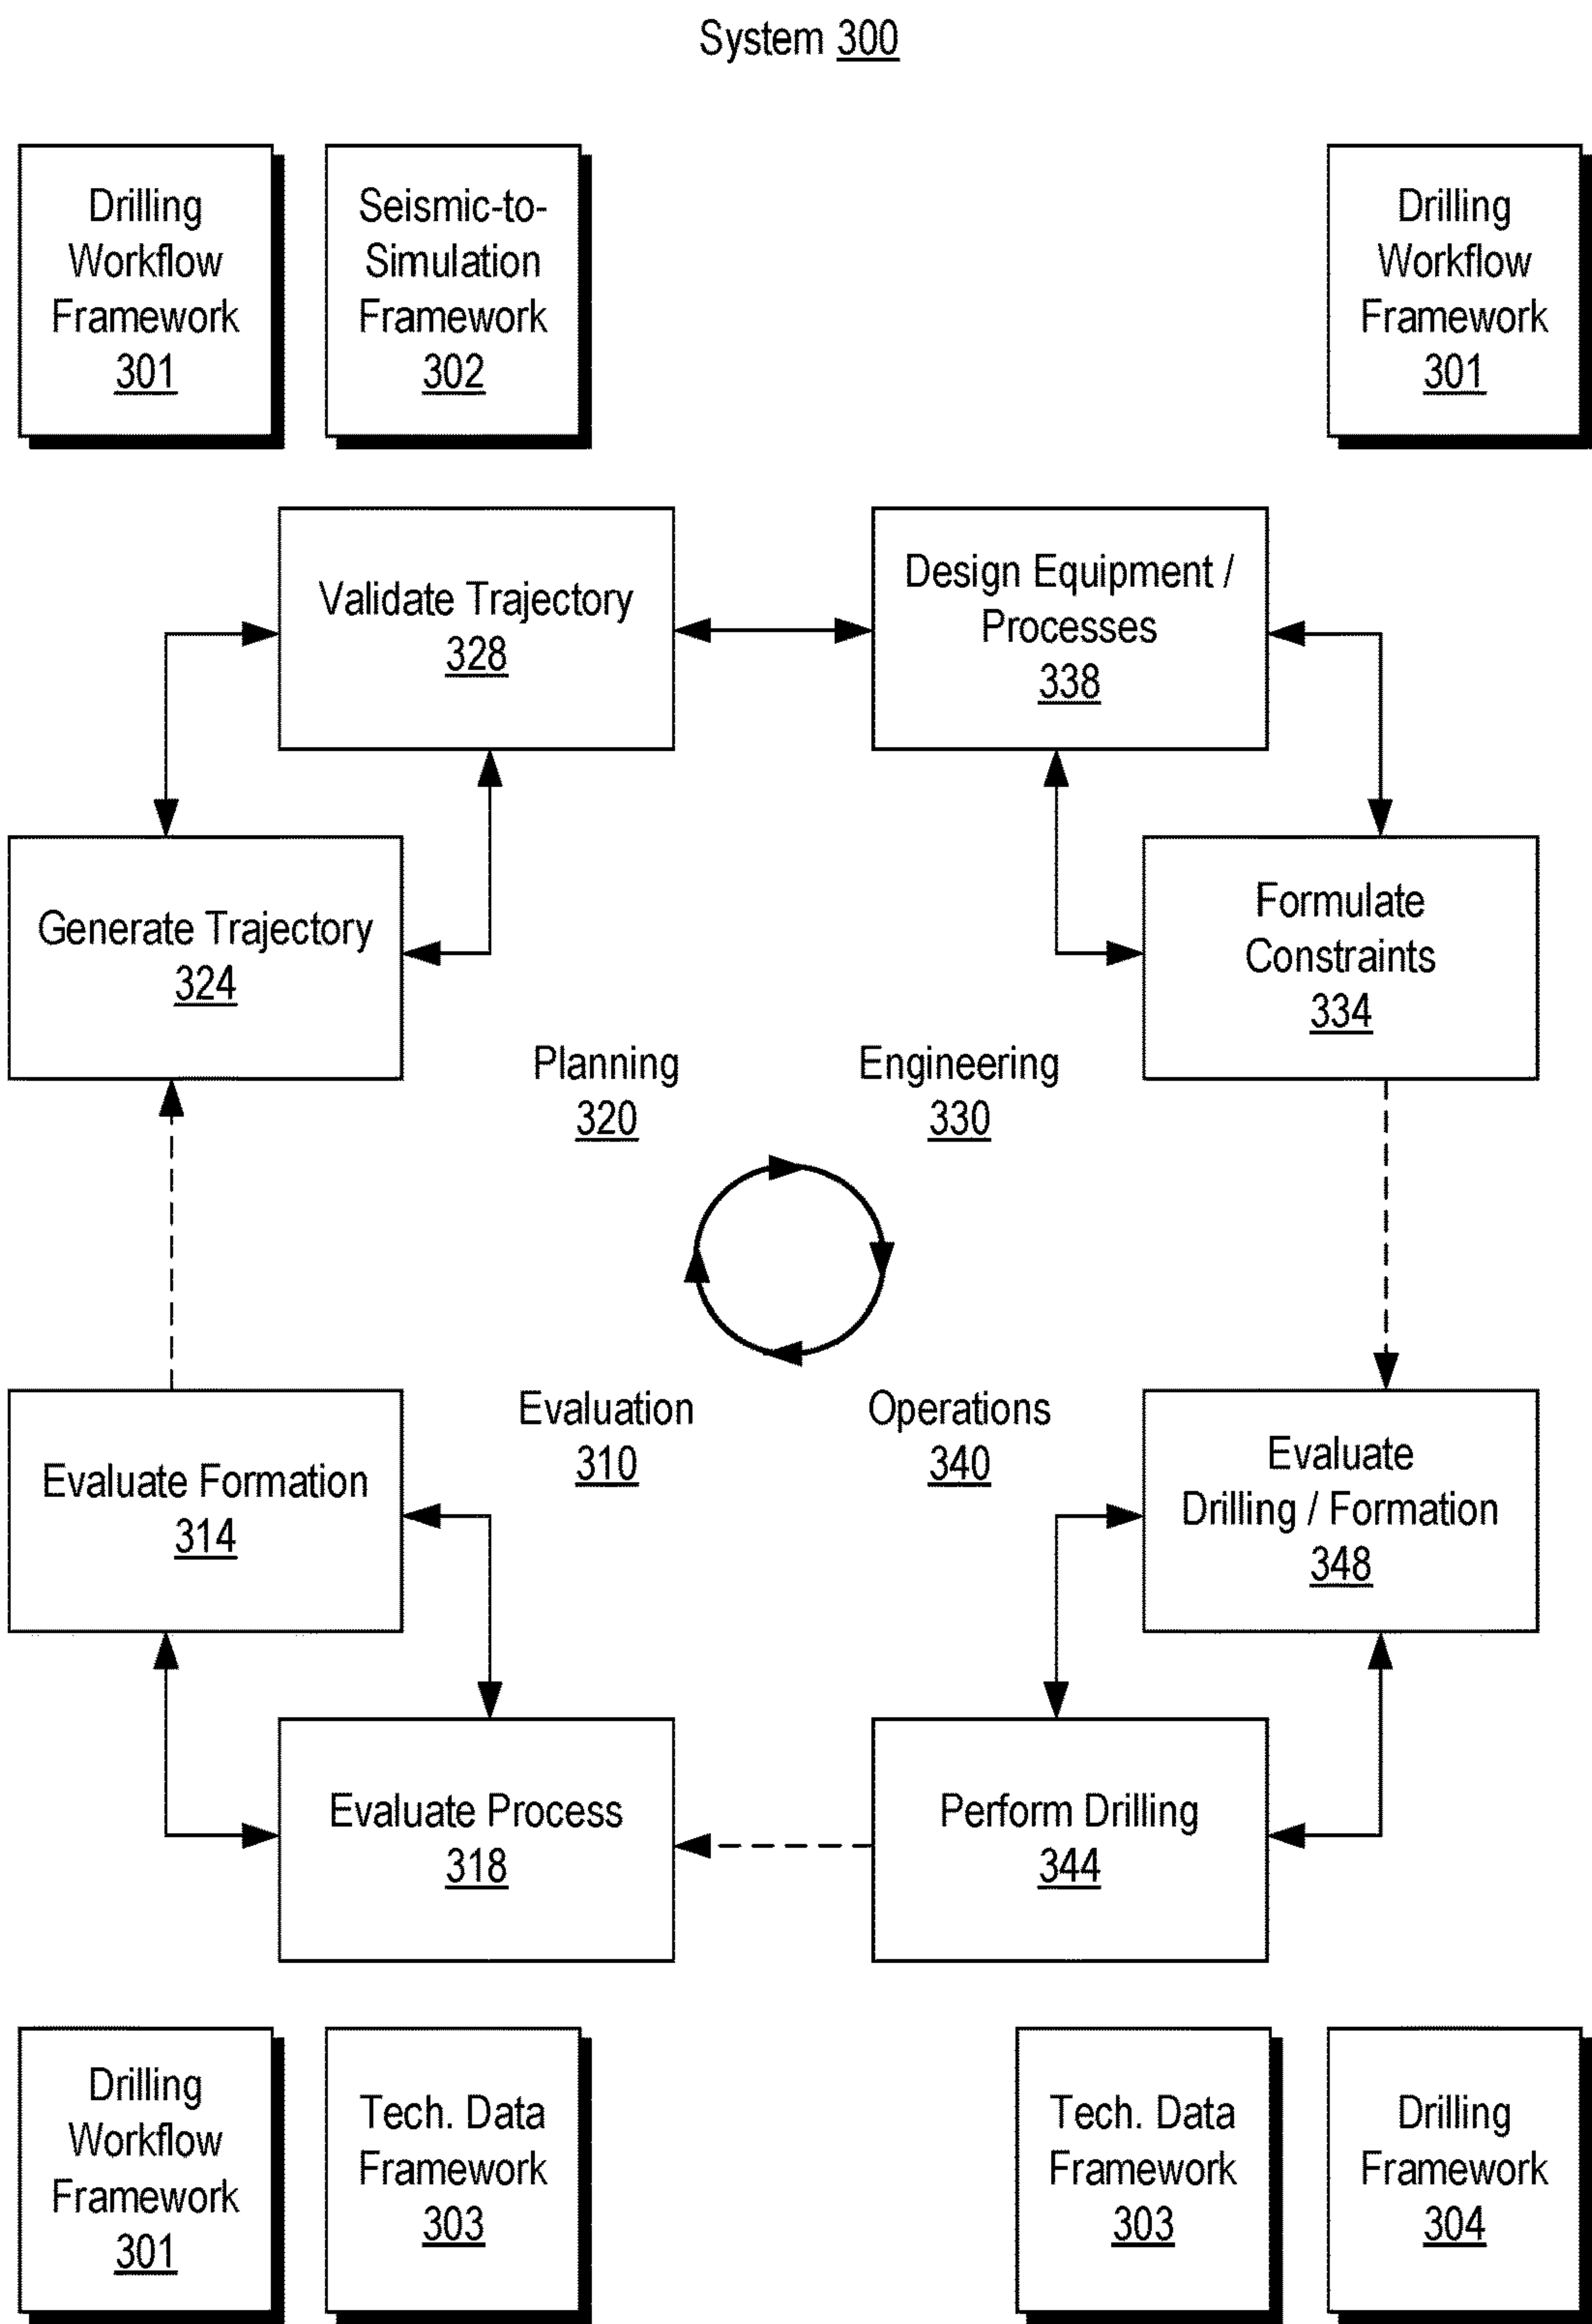 System 300
Drilling
Workflow
Framework
301
Seismic-to-
Simulation
Framework
302
Drilling
Workflow
Framework
301
Validate Trajectory
328
Design Equipment /
Processes
338
Generate Trajectory
324
Formulate
Constraints
334
Planning
320
Engineering
330
Evaluation
310
Operations
340
Evaluate Formation
314
Evaluate
Drilling / Formation
348
Evaluate Process
318
Perform Drilling
344
Drilling
Workflow
Framework
301
Tech. Data
Framework
303
Tech. Data
Framework
303
Drilling
Framework
304